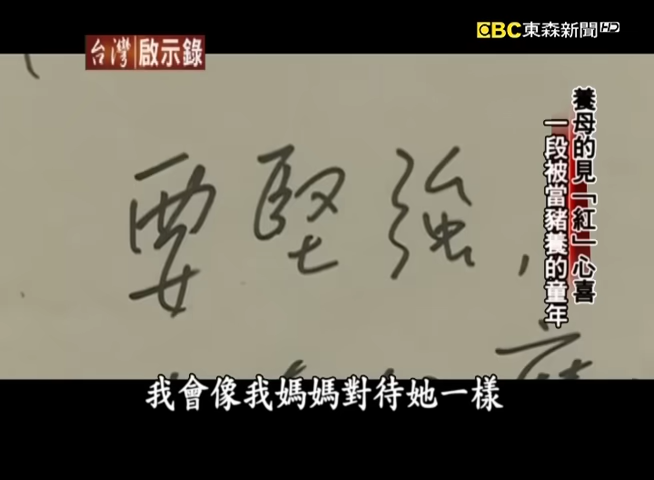 EBC東森新聞HD
台灣啟示錄
養母的見「紅」心喜
一段被當豬養的童年
要堅強,
我會像我媽媽對待她一樣